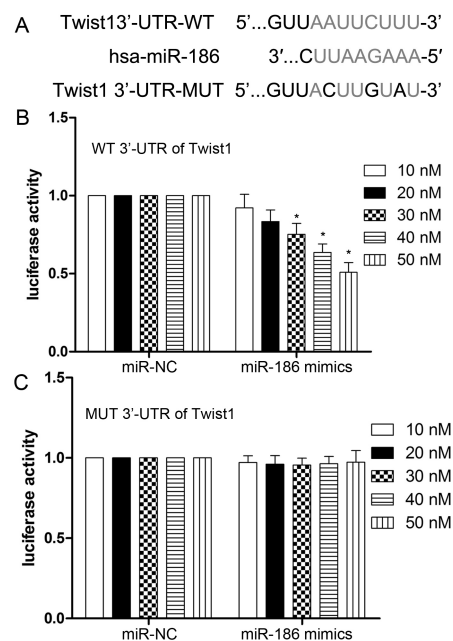 A
Twist13'-UTR-WT 5'...GUUAAUUCUUU-3'
hsa-miR-186 3'...CUUAAGAAA-5'
Twist1 3'-UTR-MUT 5'...GUUACUUGUAU-3'
B
1.5
WT 3'-UTR of Twist1
10 nM
20 nM
30 nM
40 nM
50 nM
1.0
0.5
0.0
luciferase activity
* * *
miR-NC miR-186 mimics
C
1.5
MUT 3'-UTR of Twist1
10 nM
20 nM
30 nM
40 nM
50 nM
1.0
0.5
0.0
luciferase activity
miR-NC miR-186 mimics